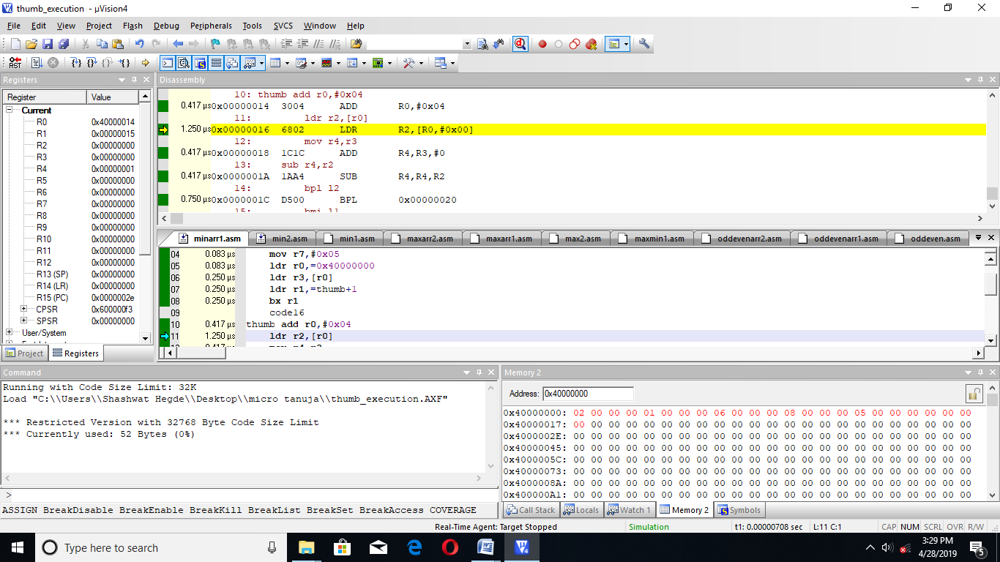 thumb_execution - µVision4
File Edit View Project Flash Debug Peripherals Tools SVCS Window Help
Registers
Register Value
Current
R0 0x40000014
R1 0x00000015
R2 0x00000000
R3 0x00000000
R4 0x00000001
R5 0x00000000
R6 0x00000000
R7 0x00000000
R8 0x00000000
R9 0x00000000
R10 0x00000000
R11 0x00000000
R12 0x00000000
R13 (SP) 0x00000000
R14 (LR) 0x00000000
R15 (PC) 0x0000002e
CPSR 0x600000f3
SPSR 0x00000000
User/System
Project Registers
Disassembly
10: thumb add r0,#0x04
0.417 µs 0x00000014 3004 ADD R0,#0x04
11: ldr r2,[r0]
1.250 µs 0x00000016 6802 LDR R2,[R0,#0x00]
12: mov r4,r3
0.417 µs 0x00000018 1C1C ADD R4,R3,#0
13: sub r4,r2
0.417 µs 0x0000001A 1AA4 SUB R4,R4,R2
14: bpl l2
0.750 µs 0x0000001C D500 BPL 0x00000020
15: bmi l1
minarr1.asm min2.asm min1.asm maxarr2.asm maxarr1.asm max2.asm maxmin1.asm oddevenarr2.asm oddevenarr1.asm oddeven.asm
04 0.083 µs mov r7,#0x05
05 0.083 µs ldr r0,=0x40000000
06 0.250 µs ldr r3,[r0]
07 0.250 µs ldr r1,=thumb+1
08 0.250 µs bx r1
09 code16
10 0.417 µs thumb add r0,#0x04
11 1.250 µs ldr r2,[r0]
12 0.417 µs mov r4,r3
Command
Running with Code Size Limit: 32K
Load "C:\\Users\\Shashwat Hegde\\Desktop\\micro tanuja\\thumb_execution.AXF"
*** Restricted Version with 32768 Byte Code Size Limit
*** Currently used: 52 Bytes (0%)
>
ASSIGN BreakDisable BreakEnable BreakKill BreakList BreakSet BreakAccess COVERAGE
Memory 2
Address: 0x40000000
0x40000000: 02 00 00 00 01 00 00 00 06 00 00 00 08 00 00 00 05 00 00 00 00 00 00
0x40000017: 00 00 00 00 00 00 00 00 00 00 00 00 00 00 00 00 00 00 00 00 00 00 00
0x4000002E: 00 00 00 00 00 00 00 00 00 00 00 00 00 00 00 00 00 00 00 00 00 00 00
0x40000045: 00 00 00 00 00 00 00 00 00 00 00 00 00 00 00 00 00 00 00 00 00 00 00
0x4000005C: 00 00 00 00 00 00 00 00 00 00 00 00 00 00 00 00 00 00 00 00 00 00 00
0x40000073: 00 00 00 00 00 00 00 00 00 00 00 00 00 00 00 00 00 00 00 00 00 00 00
0x4000008A: 00 00 00 00 00 00 00 00 00 00 00 00 00 00 00 00 00 00 00 00 00 00 00
0x400000A1: 00 00 00 00 00 00 00 00 00 00 00 00 00 00 00 00 00 00 00 00 00 00 00
Call Stack Locals Watch 1 Memory 2 Symbols
Real-Time Agent: Target Stopped Simulation t1: 0.00000708 sec L:11 C:1 CAP NUM SCRL OVR R/W
Type here to search
3:29 PM
4/28/2019
5